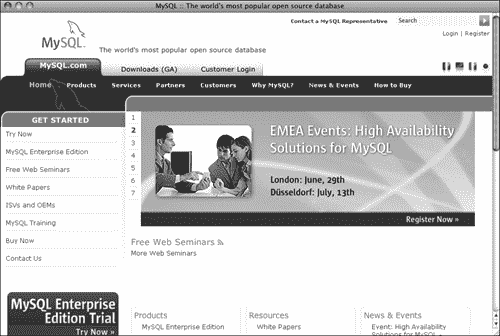 MySQL :: The world's most popular open source database
Contact a MySQL Representative
Search
Login | Register
MySQL
The world's most popular open source database
MySQL.com
Downloads (GA)
Customer Login
Home Products Services Partners Customers Why MySQL? News & Events How to Buy
GET STARTED
Try Now
MySQL Enterprise Edition
Free Web Seminars
White Papers
ISVs and OEMs
MySQL Training
Buy Now
Contact Us
1
2
3
4
5
6
7
EMEA Events: High Availability
Solutions for MySQL
London: June, 29th
Düsseldorf: July, 13th
Register Now »
Free Web Seminars
More Web Seminars
MySQL Enterprise
Edition Trial
Try Now »
Products
MySQL Enterprise Edition
Resources
White Papers
News & Events
Event: High Availability
Solutions for MySQL -